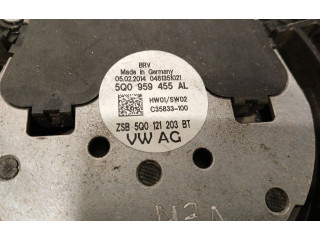 BRV
Made in Germany
05.02.2014 0481351021
5Q0 959 455 AL
HW01/SW02
C35833-100
ZSB 5Q0 121 203 BT
VW AG